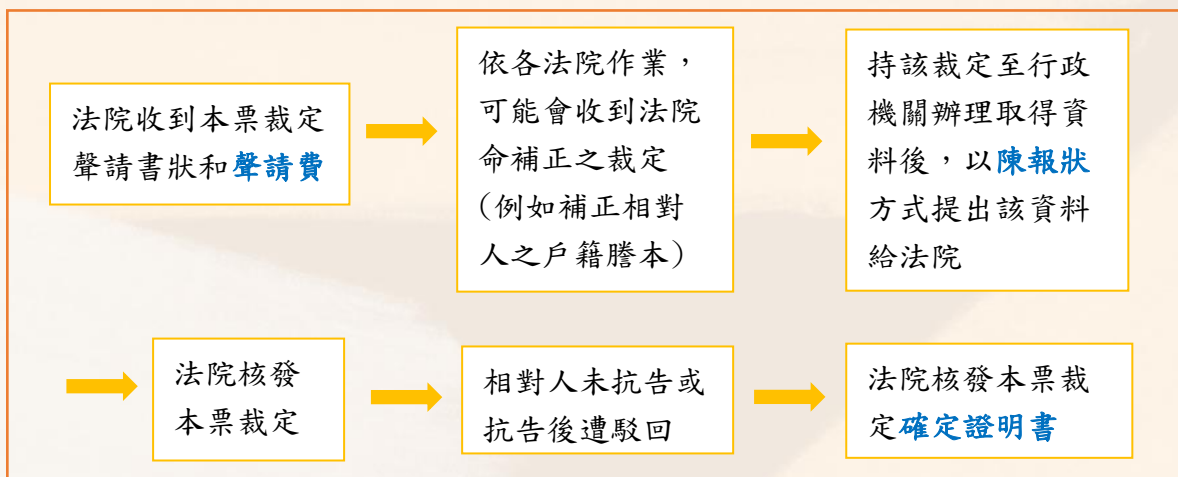 法院收到本票裁定
聲請書狀和聲請費
依各法院作業，
可能會收到法院
命補正之裁定
(例如補正相對
人之戶籍謄本)
持該裁定至行政
機關辦理取得資
料後，以陳報狀
方式提出該資料
給法院
法院核發
本票裁定
相對人未抗告或
抗告後遭駁回
法院核發本票裁
定確定證明書